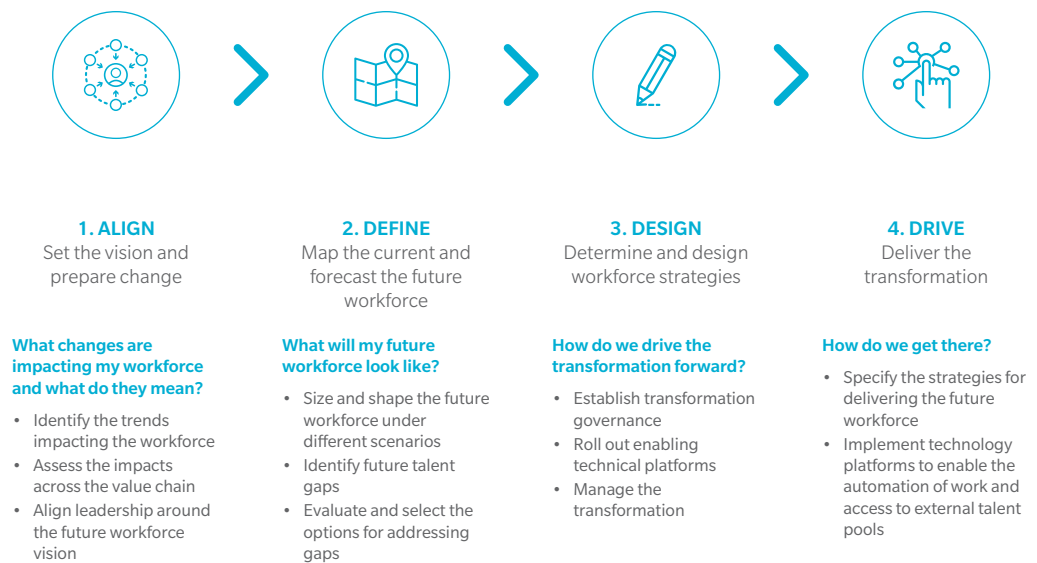 1. ALIGN
Set the vision and
prepare change
What changes are
impacting my workforce
and what do they mean?
• Identify the trends
impacting the workforce
• Assess the impacts
across the value chain
• Align leadership around
the future workforce
vision
2. DEFINE
Map the current and
forecast the future
workforce
What will my future
workforce look like?
• Size and shape the future
workforce under
different scenarios
• Identify future talent
gaps
• Evaluate and select the
options for addressing
gaps
3. DESIGN
Determine and design
workforce strategies
How do we drive the
transformation forward?
• Establish transformation
governance
• Roll out enabling
technical platforms
• Manage the
transformation
4. DRIVE
Deliver the
transformation
How do we get there?
• Specify the strategies for
delivering the future
workforce
• Implement technology
platforms to enable the
automation of work and
access to external talent
pools